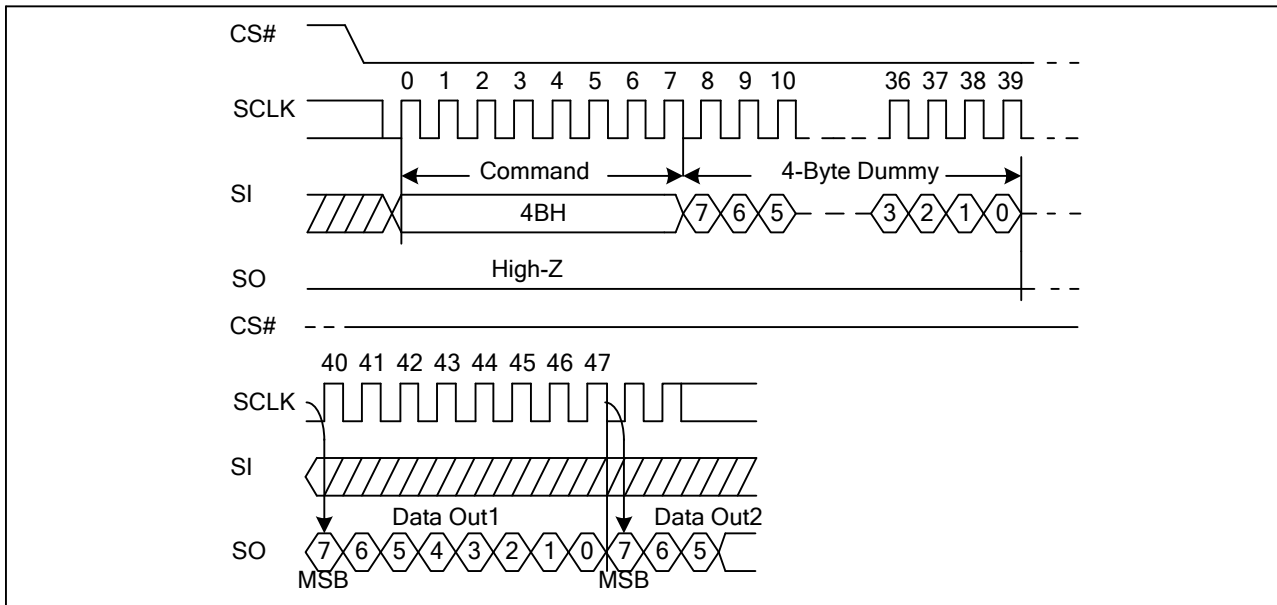 CS#
0 1 2 3 4 5 6 7 8 9 10 36 37 38 39
SCLK
Command 4-Byte Dummy
SI
4BH 7 6 5 3 2 1 0
High-Z
SO
CS#
40 41 42 43 44 45 46 47
SCLK
SI
Data Out1 Data Out2
SO 7 6 5 4 3 2 1 0 7 6 5
MSB MSB